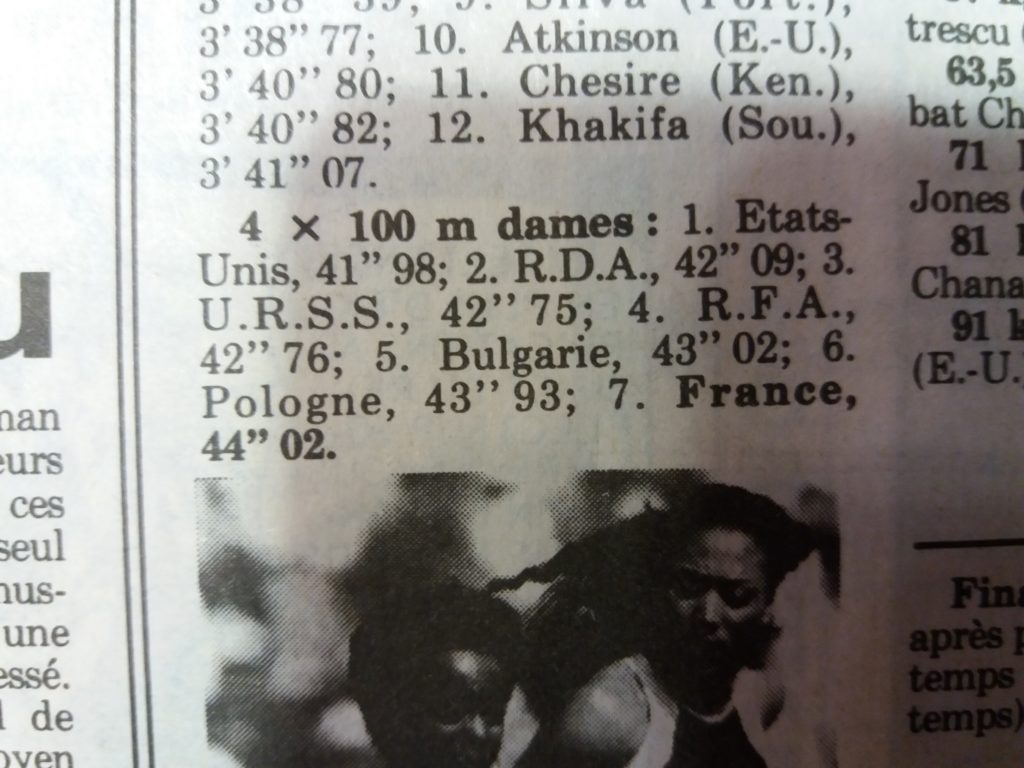 3' 38" 77; 10. Atkinson (E.-U.),
3' 40" 80; 11. Chesire (Ken.),
3' 40" 82; 12. Khakifa (Sou.),
3' 41" 07.
4 × 100 m dames : 1. Etats-
Unis, 41" 98; 2. R.D.A., 42" 09; 3.
U.R.S.S., 42" 75; 4. R.F.A.,
42" 76; 5. Bulgarie, 43" 02; 6.
Pologne, 43" 93; 7. France,
44" 02.
u
man
eurs
ces
seul
nus-
une
essé.
de
oyen
trescu
63,5
bat Ch
71
Jones
81
Chana
91 k
(E.-U.
Fina
après p
temps
temps)